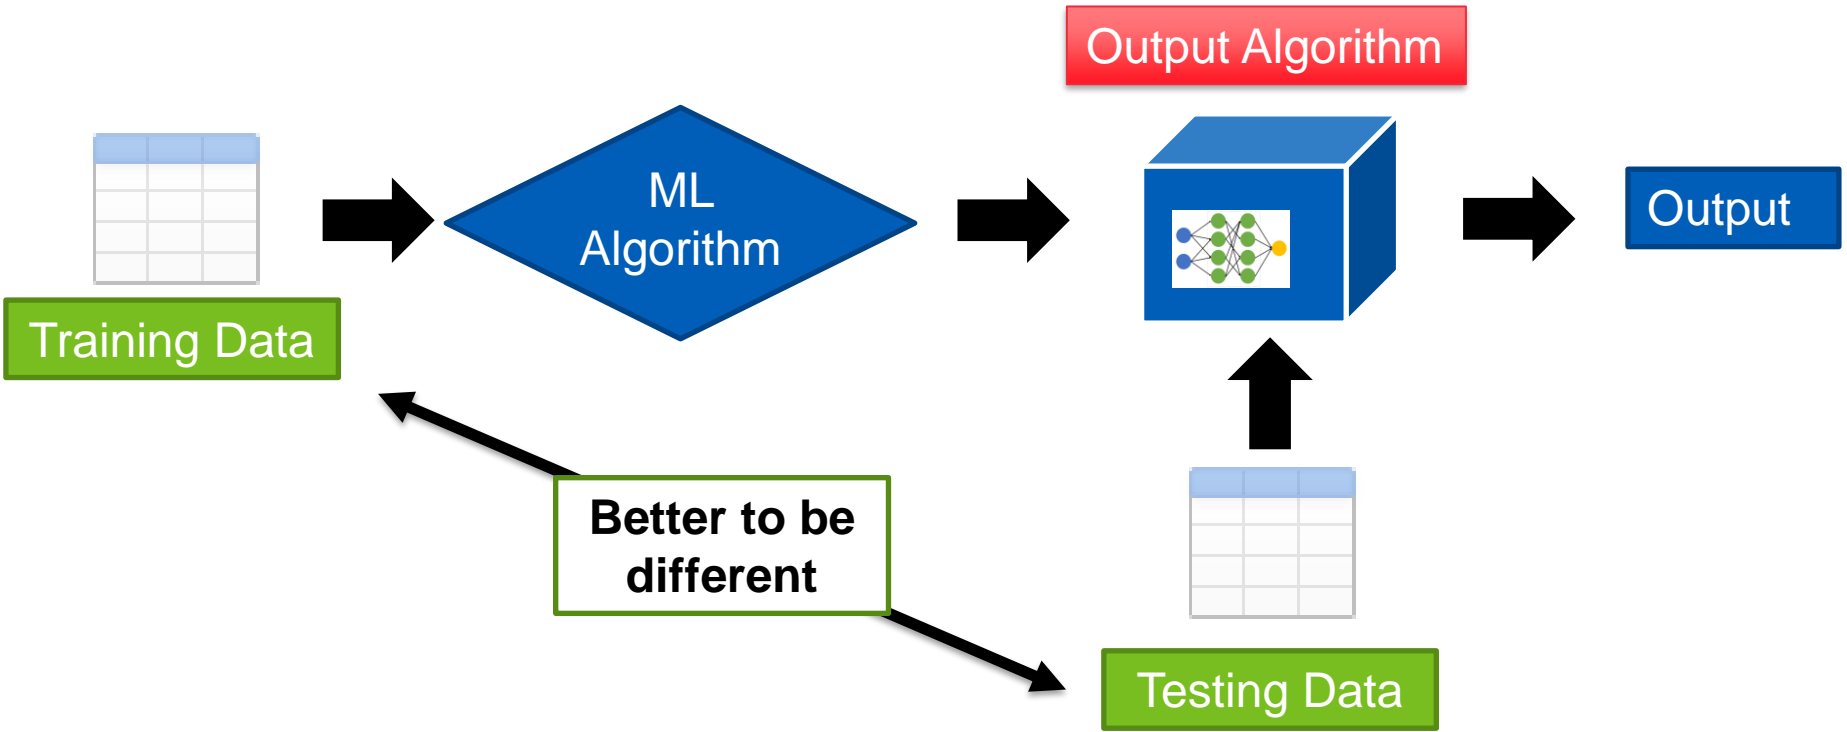 Output Algorithm
ML
Algorithm
Output
Training Data
Better to be
different
Testing Data